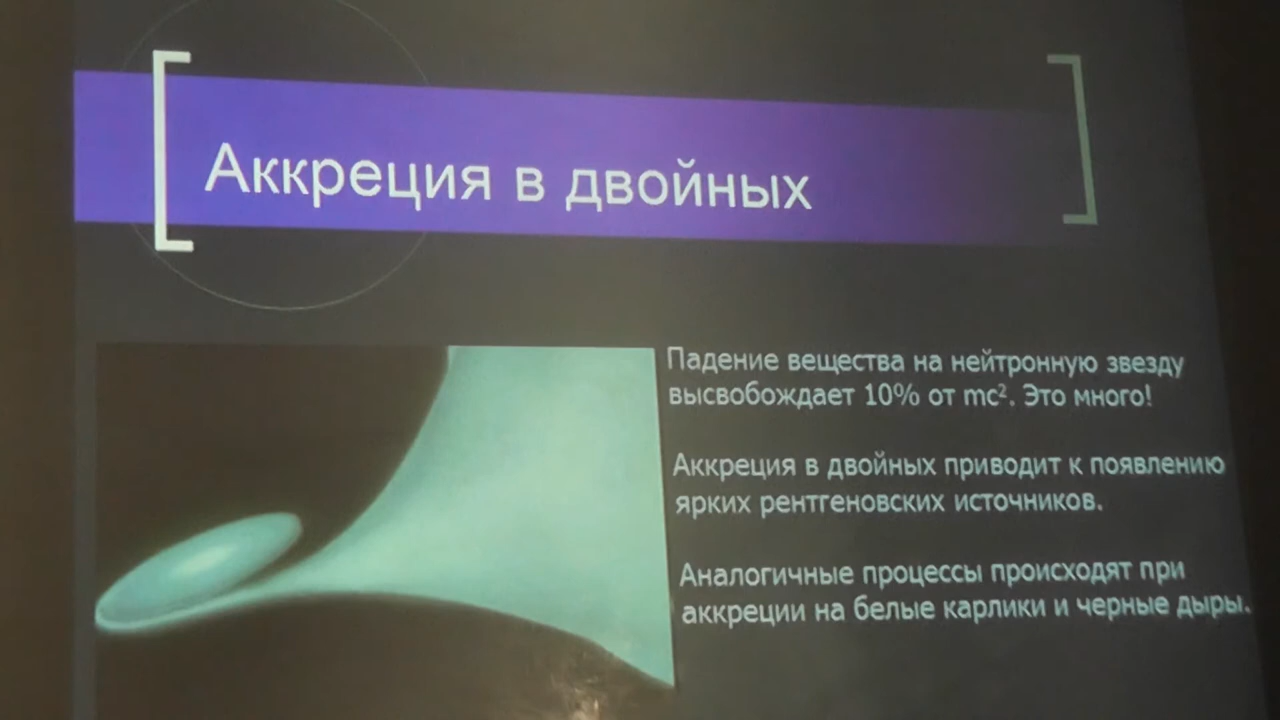 Аккреция в двойных
Падение вещества на нейтронную звезду
высвобождает 10% от mc². Это много!
Аккреция в двойных приводит к появлению
ярких рентгеновских источников.
Аналогичные процессы происходят при
аккреции на белые карлики и черные дыры.